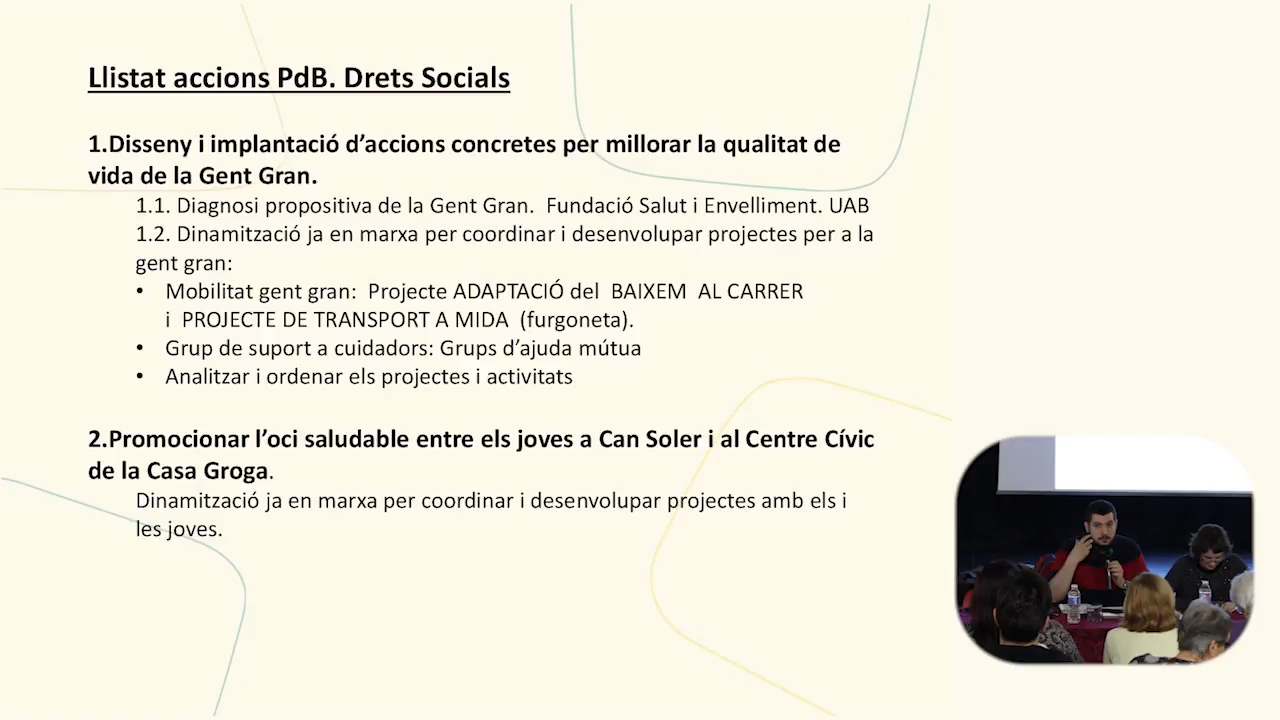 Llistat accions PdB. Drets Socials
1.Disseny i implantació d'accions concretes per millorar la qualitat de
vida de la Gent Gran.
1.1. Diagnosi propositiva de la Gent Gran. Fundació Salut i Envelliment. UAB
1.2. Dinamització ja en marxa per coordinar i desenvolupar projectes per a la
gent gran:
• Mobilitat gent gran: Projecte ADAPTACIÓ del BAIXEM AL CARRER
i PROJECTE DE TRANSPORT A MIDA (furgoneta).
• Grup de suport a cuidadors: Grups d'ajuda mútua
• Analitzar i ordenar els projectes i activitats
2.Promocionar l'oci saludable entre els joves a Can Soler i al Centre Cívic
de la Casa Groga.
Dinamització ja en marxa per coordinar i desenvolupar projectes amb els i
les joves.